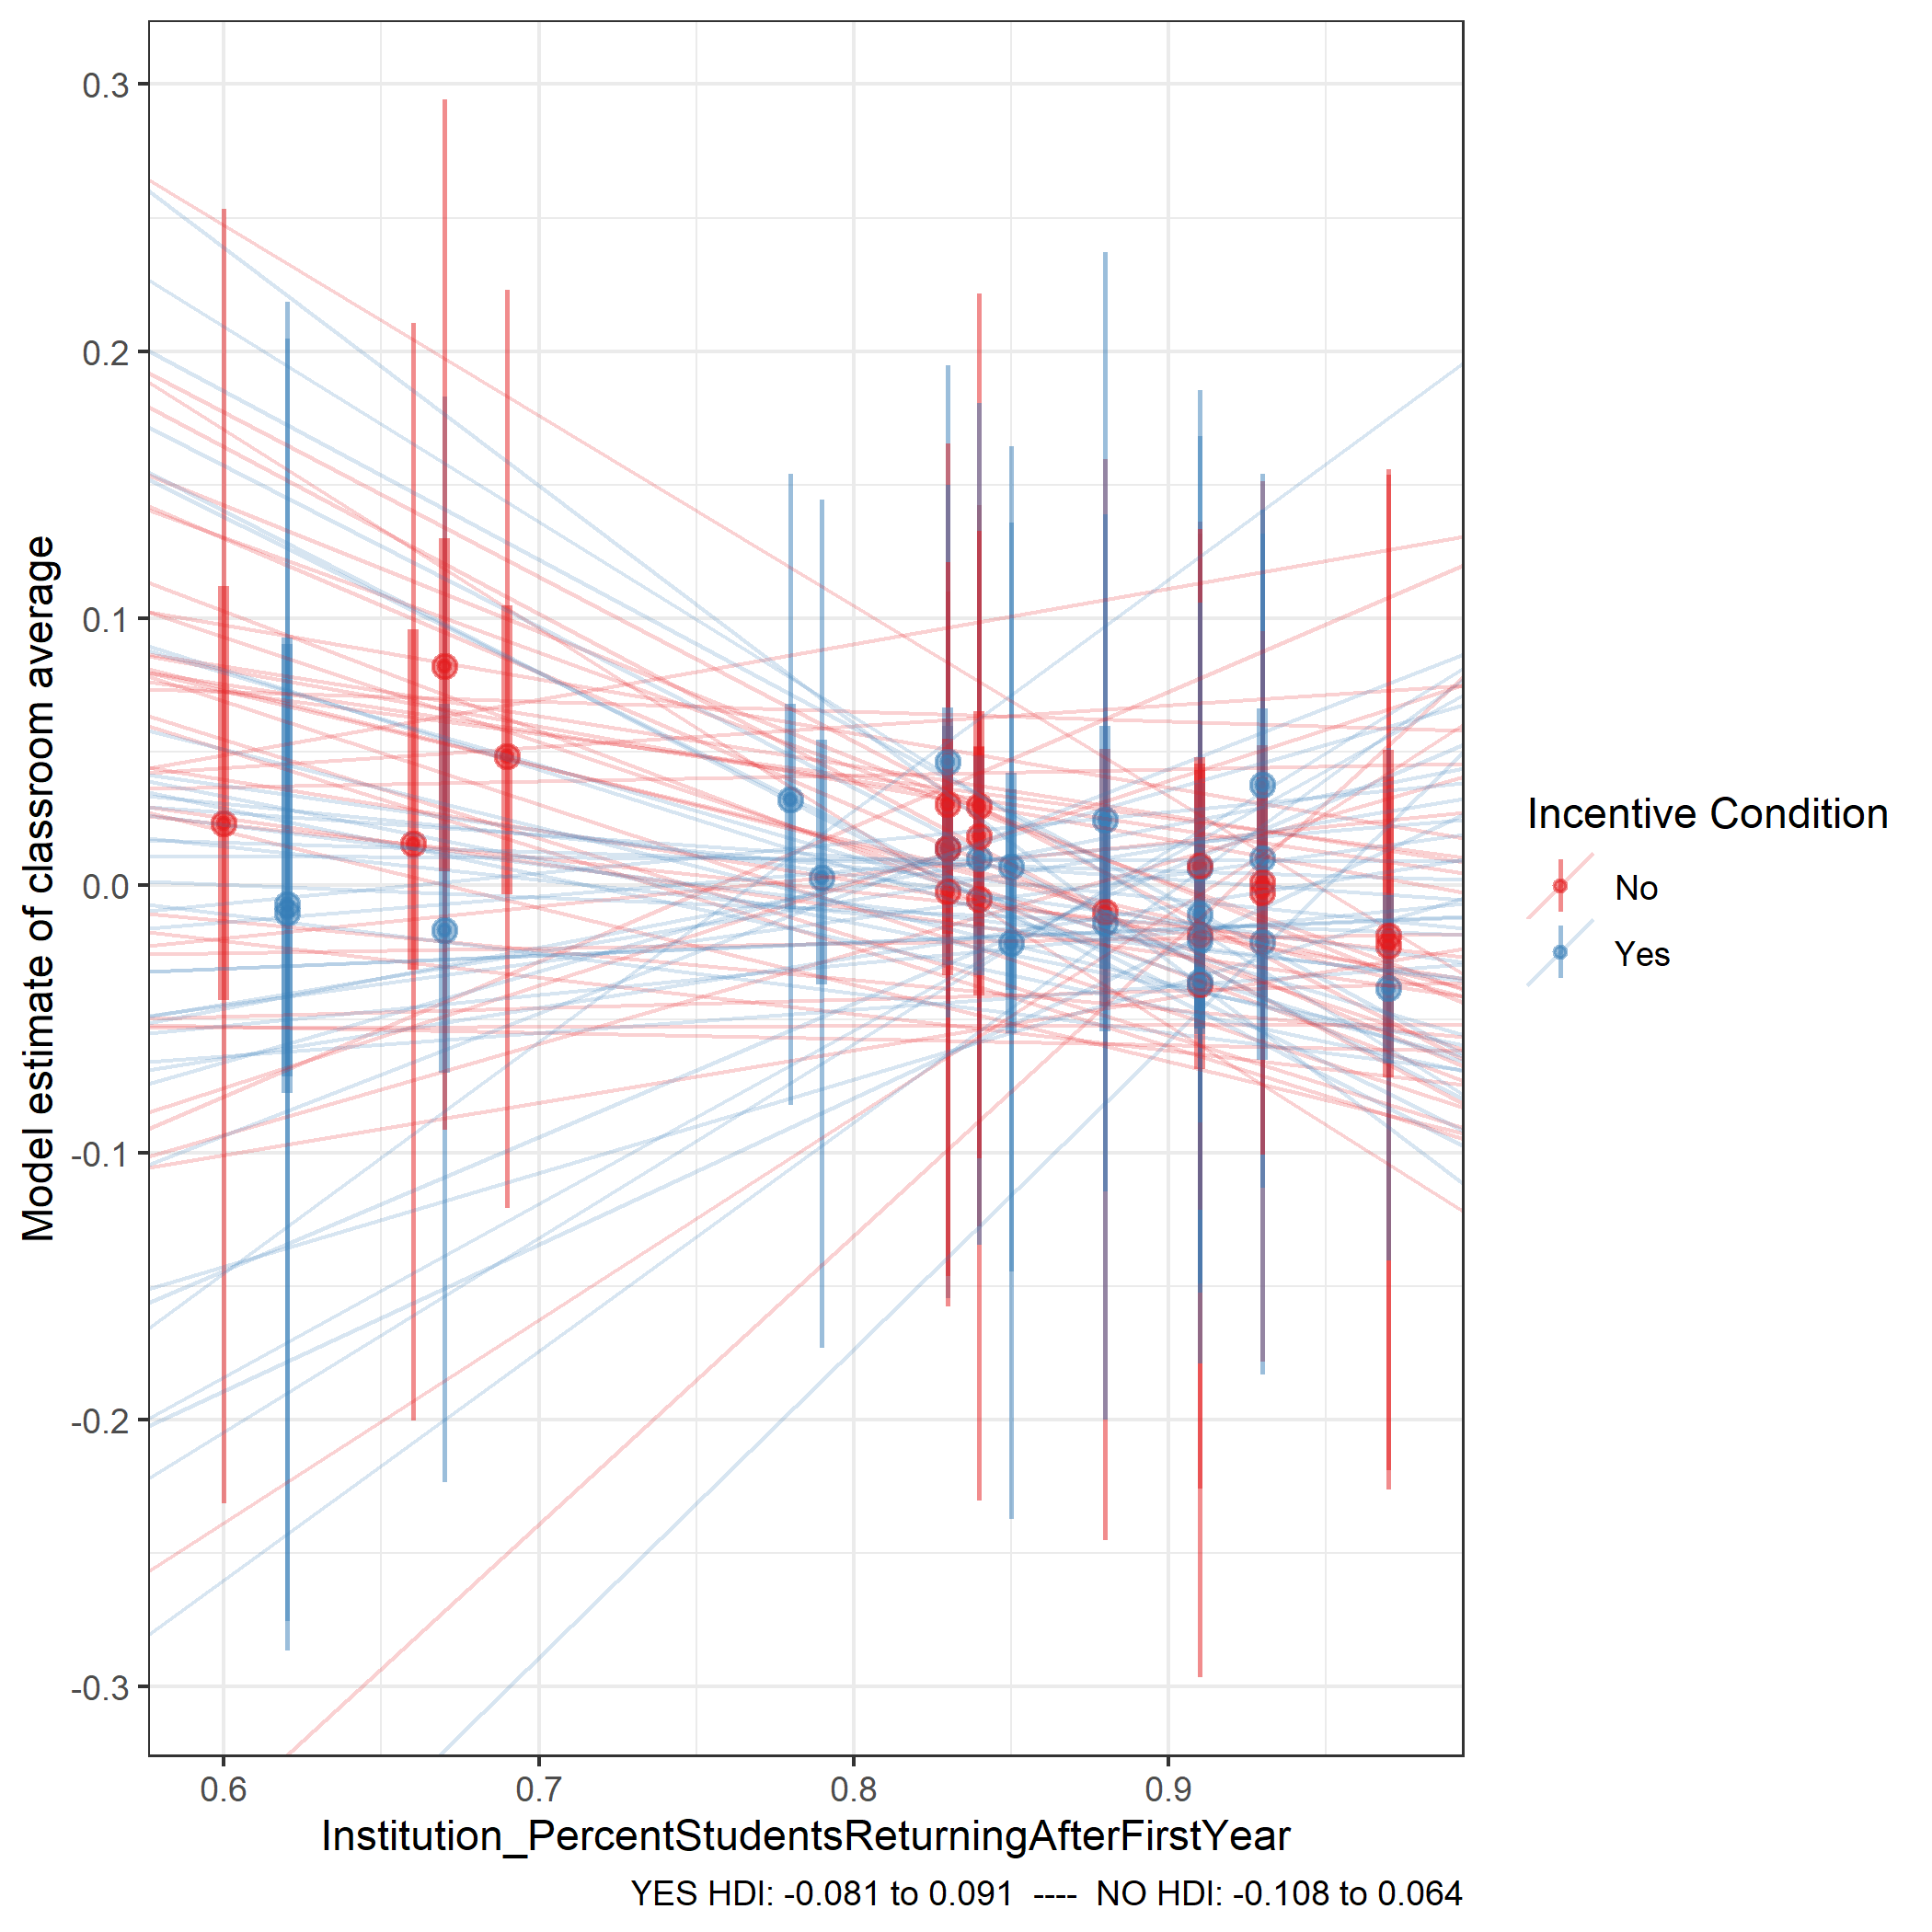 0.3
0.2
0.1
0.0
-0.1
-0.2
-0.3
Model estimate of classroom average
0.6 0.7 0.8 0.9
Institution_PercentStudentsReturningAfterFirstYear
YES HDI: -0.081 to 0.091 ---- NO HDI: -0.108 to 0.064
Incentive Condition
No
Yes